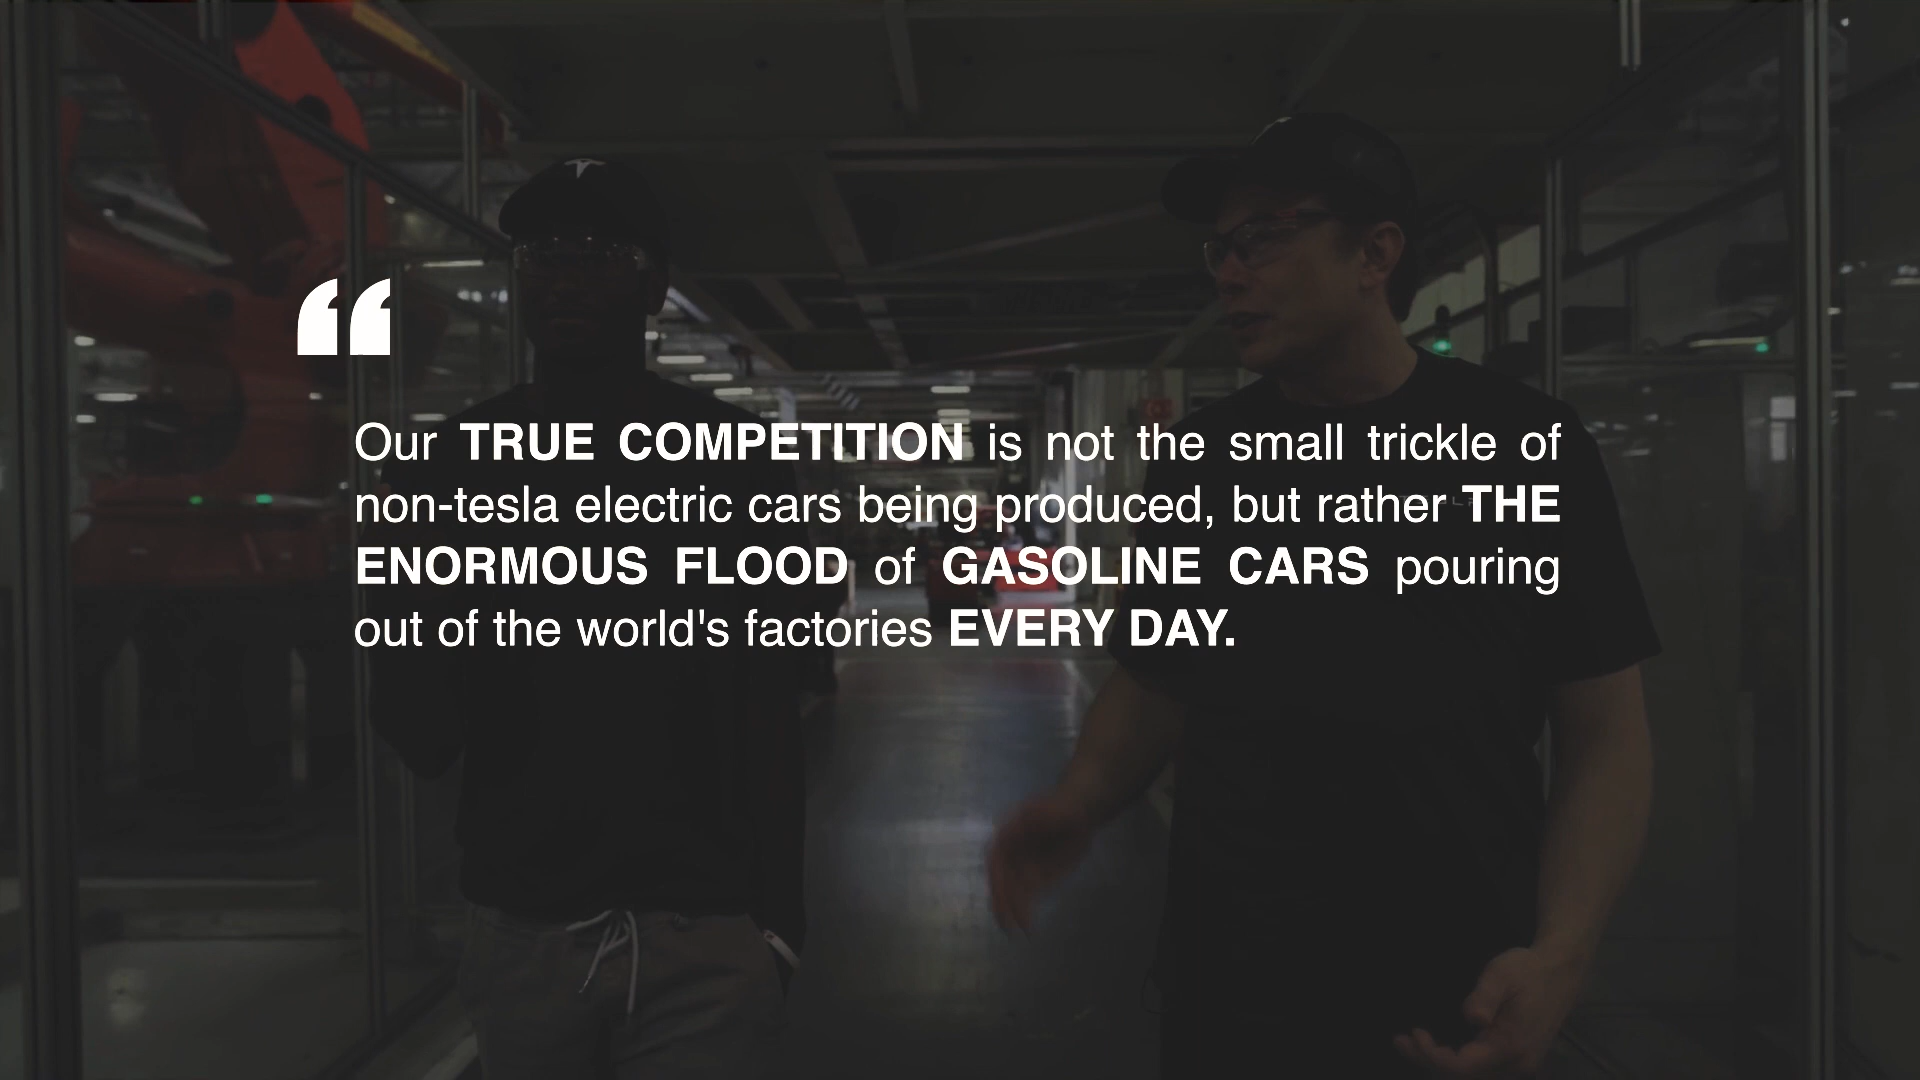 “
Our TRUE COMPETITION is not the small trickle of
non-tesla electric cars being produced, but rather THE
ENORMOUS FLOOD of GASOLINE CARS pouring
out of the world's factories EVERY DAY.